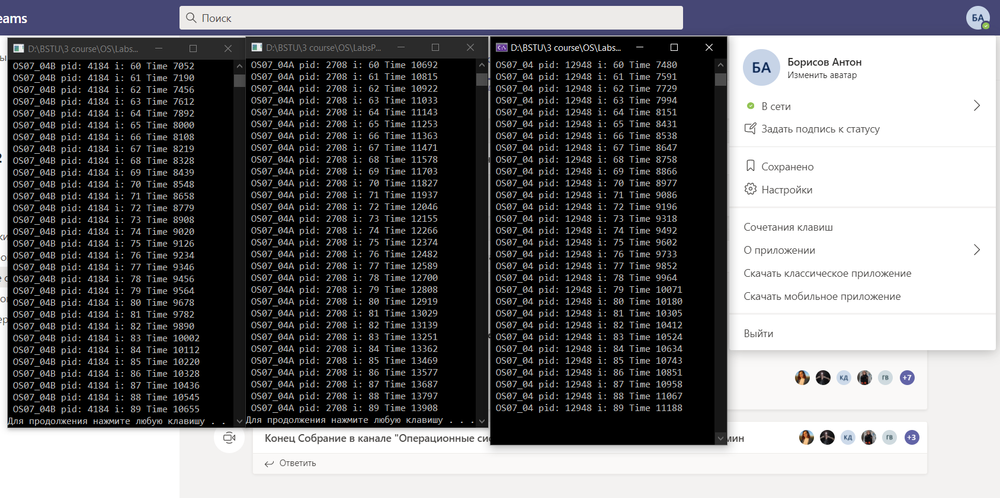 eams
Поиск
БА
D:\BSTU\3 course\OS\Labs...
OS07_04B pid: 4184 i: 60 Time 7052
OS07_04B pid: 4184 i: 61 Time 7190
OS07_04B pid: 4184 i: 62 Time 7456
OS07_04B pid: 4184 i: 63 Time 7612
OS07_04B pid: 4184 i: 64 Time 7892
OS07_04B pid: 4184 i: 65 Time 8000
OS07_04B pid: 4184 i: 66 Time 8108
OS07_04B pid: 4184 i: 67 Time 8219
OS07_04B pid: 4184 i: 68 Time 8328
OS07_04B pid: 4184 i: 69 Time 8439
OS07_04B pid: 4184 i: 70 Time 8548
OS07_04B pid: 4184 i: 71 Time 8658
OS07_04B pid: 4184 i: 72 Time 8779
OS07_04B pid: 4184 i: 73 Time 8908
OS07_04B pid: 4184 i: 74 Time 9020
OS07_04B pid: 4184 i: 75 Time 9126
OS07_04B pid: 4184 i: 76 Time 9234
OS07_04B pid: 4184 i: 77 Time 9346
OS07_04B pid: 4184 i: 78 Time 9456
OS07_04B pid: 4184 i: 79 Time 9564
OS07_04B pid: 4184 i: 80 Time 9678
OS07_04B pid: 4184 i: 81 Time 9782
OS07_04B pid: 4184 i: 82 Time 9890
OS07_04B pid: 4184 i: 83 Time 10002
OS07_04B pid: 4184 i: 84 Time 10112
OS07_04B pid: 4184 i: 85 Time 10220
OS07_04B pid: 4184 i: 86 Time 10328
OS07_04B pid: 4184 i: 87 Time 10436
OS07_04B pid: 4184 i: 88 Time 10545
OS07_04B pid: 4184 i: 89 Time 10655
Для продолжения нажмите любую клавишу . .
D:\BSTU\3 course\OS\LabsP...
OS07_04A pid: 2708 i: 60 Time 10692
OS07_04A pid: 2708 i: 61 Time 10815
OS07_04A pid: 2708 i: 62 Time 10922
OS07_04A pid: 2708 i: 63 Time 11033
OS07_04A pid: 2708 i: 64 Time 11143
OS07_04A pid: 2708 i: 65 Time 11253
OS07_04A pid: 2708 i: 66 Time 11363
OS07_04A pid: 2708 i: 67 Time 11471
OS07_04A pid: 2708 i: 68 Time 11578
OS07_04A pid: 2708 i: 69 Time 11703
OS07_04A pid: 2708 i: 70 Time 11827
OS07_04A pid: 2708 i: 71 Time 11937
OS07_04A pid: 2708 i: 72 Time 12046
OS07_04A pid: 2708 i: 73 Time 12155
OS07_04A pid: 2708 i: 74 Time 12266
OS07_04A pid: 2708 i: 75 Time 12374
OS07_04A pid: 2708 i: 76 Time 12482
OS07_04A pid: 2708 i: 77 Time 12589
OS07_04A pid: 2708 i: 78 Time 12700
OS07_04A pid: 2708 i: 79 Time 12808
OS07_04A pid: 2708 i: 80 Time 12919
OS07_04A pid: 2708 i: 81 Time 13029
OS07_04A pid: 2708 i: 82 Time 13139
OS07_04A pid: 2708 i: 83 Time 13251
OS07_04A pid: 2708 i: 84 Time 13362
OS07_04A pid: 2708 i: 85 Time 13469
OS07_04A pid: 2708 i: 86 Time 13577
OS07_04A pid: 2708 i: 87 Time 13687
OS07_04A pid: 2708 i: 88 Time 13797
OS07_04A pid: 2708 i: 89 Time 13908
Для продолжения нажмите любую клавишу . . .
D:\BSTU\3 course\OS\Labs...
OS07_04 pid: 12948 i: 60 Time 7480
OS07_04 pid: 12948 i: 61 Time 7591
OS07_04 pid: 12948 i: 62 Time 7729
OS07_04 pid: 12948 i: 63 Time 7994
OS07_04 pid: 12948 i: 64 Time 8151
OS07_04 pid: 12948 i: 65 Time 8431
OS07_04 pid: 12948 i: 66 Time 8538
OS07_04 pid: 12948 i: 67 Time 8647
OS07_04 pid: 12948 i: 68 Time 8758
OS07_04 pid: 12948 i: 69 Time 8866
OS07_04 pid: 12948 i: 70 Time 8977
OS07_04 pid: 12948 i: 71 Time 9086
OS07_04 pid: 12948 i: 72 Time 9196
OS07_04 pid: 12948 i: 73 Time 9318
OS07_04 pid: 12948 i: 74 Time 9492
OS07_04 pid: 12948 i: 75 Time 9602
OS07_04 pid: 12948 i: 76 Time 9733
OS07_04 pid: 12948 i: 77 Time 9852
OS07_04 pid: 12948 i: 78 Time 9964
OS07_04 pid: 12948 i: 79 Time 10071
OS07_04 pid: 12948 i: 80 Time 10180
OS07_04 pid: 12948 i: 81 Time 10305
OS07_04 pid: 12948 i: 82 Time 10412
OS07_04 pid: 12948 i: 83 Time 10524
OS07_04 pid: 12948 i: 84 Time 10634
OS07_04 pid: 12948 i: 85 Time 10743
OS07_04 pid: 12948 i: 86 Time 10851
OS07_04 pid: 12948 i: 87 Time 10958
OS07_04 pid: 12948 i: 88 Time 11067
OS07_04 pid: 12948 i: 89 Time 11188
БА
Борисов Антон
Изменить аватар
В сети
Задать подпись к статусу
Сохранено
Настройки
Сочетания клавиш
О приложении
Скачать классическое приложение
Скачать мобильное приложение
Выйти
КД ГВ +7
Конец Собрание в канале "Операционные сис мин
КД ГВ +3
Ответить